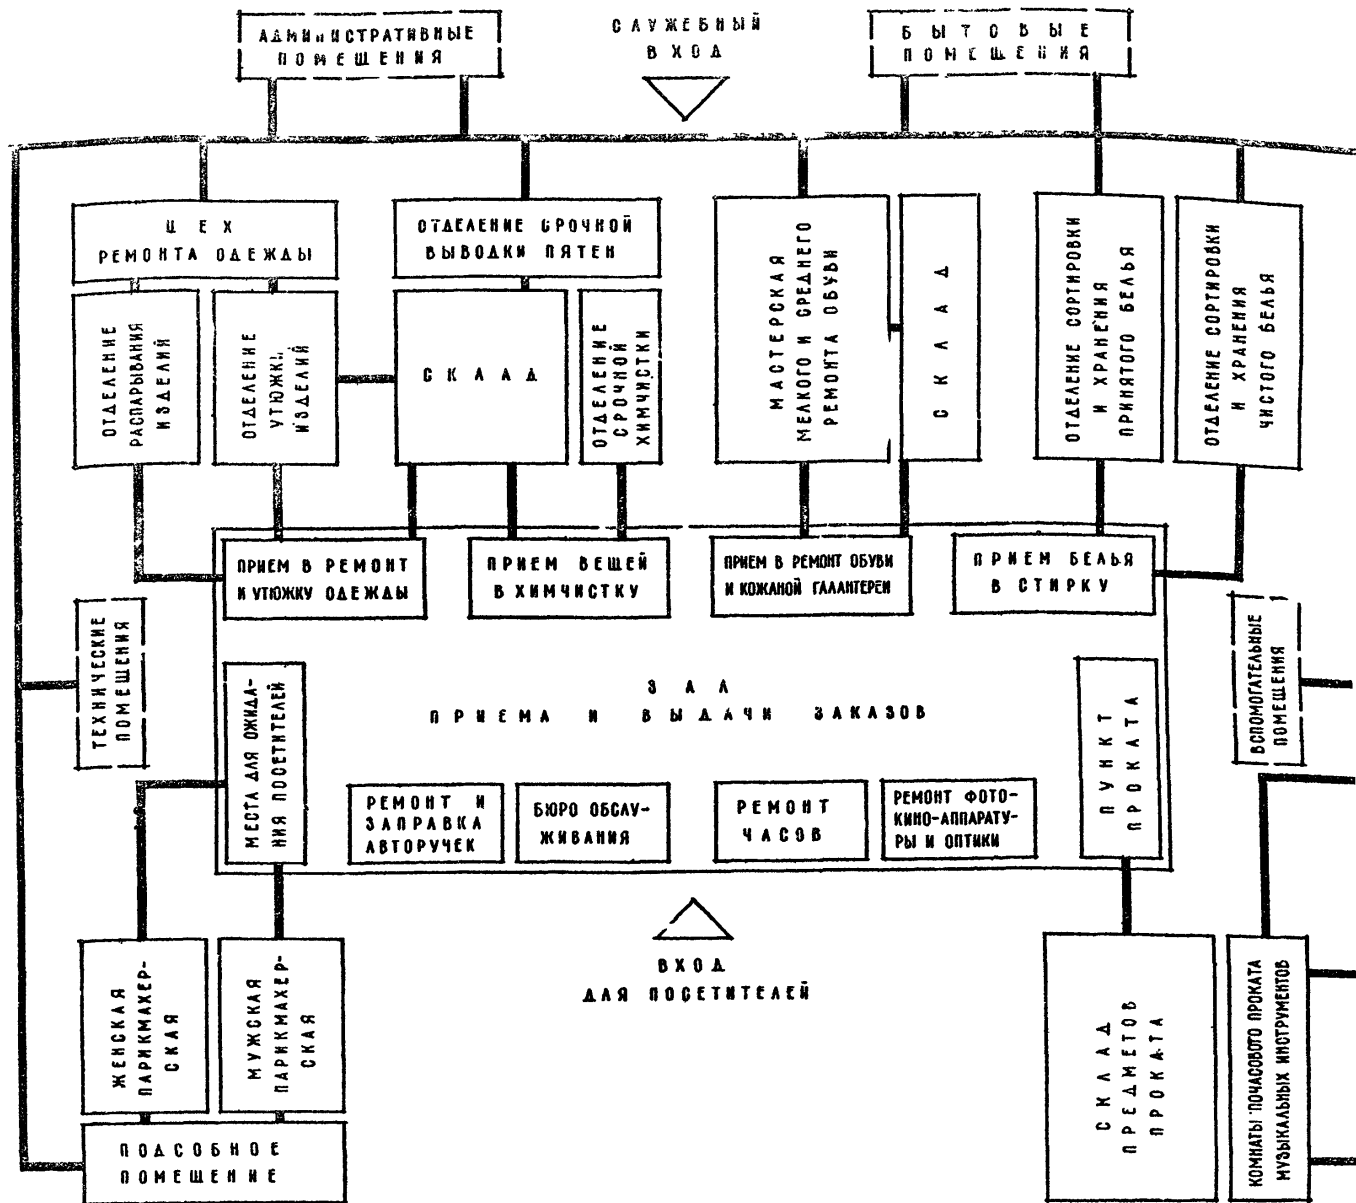 АДМИНИСТРАТИВНЫЕ
ПОМЕЩЕНИЯ
СЛУЖЕБНЫЙ
ВХОД
БЫТОВЫЕ
ПОМЕЩЕНИЯ
ЦЕХ
РЕМОНТА ОДЕЖДЫ
ОТДЕЛЕНИЕ СРОЧНОЙ
ВЫВОДКИ ПЯТЕН
МАСТЕРСКАЯ
МЕЛКОГО И СРЕДНЕГО
РЕМОНТА ОБУВИ
СКЛАД
ОТДЕЛЕНИЕ СОРТИРОВКИ
И ХРАНЕНИЯ
ПРИНЯТОГО БЕЛЬЯ
ОТДЕЛЕНИЕ СОРТИРОВКИ
И ХРАНЕНИЯ
ЧИСТОГО БЕЛЬЯ
ОТДЕЛЕНИЕ
РАСПАРЫВАНИЯ
ИЗДЕЛИЙ
ОТДЕЛЕНИЕ
УТЮЖКИ
ИЗДЕЛИЙ
СКЛАД
ОТДЕЛЕНИЕ
СРОЧНОЙ
ХИМЧИСТКИ
ПРИЕМ В РЕМОНТ
И УТЮЖКУ ОДЕЖДЫ
ПРИЕМ ВЕЩЕЙ
В ХИМЧИСТКУ
ПРИЕМ В РЕМОНТ ОБУВИ
И КОЖАНОЙ ГАЛАНТЕРЕИ
ПРИЕМ БЕЛЬЯ
В СТИРКУ
ТЕХНИЧЕСКИЕ
ПОМЕЩЕНИЯ
МЕСТА ДЛЯ ОЖИДА-
НИЯ ПОСЕТИТЕЛЕЙ
ЗАЛ
ПРИЕМА И ВЫДАЧИ ЗАКАЗОВ
ПУНКТ
ПРОКАТА
ВСПОМОГАТЕЛЬНЫЕ
ПОМЕЩЕНИЯ
РЕМОНТ И
ЗАПРАВКА
АВТОРУЧЕК
БЮРО ОБСЛУ-
ЖИВАНИЯ
РЕМОНТ
ЧАСОВ
РЕМОНТ ФОТО-
КИНО-АППАРАТУ-
РЫ И ОПТИКИ
ВХОД
ДЛЯ ПОСЕТИТЕЛЕЙ
ЖЕНСКАЯ
ПАРИКМАХЕР-
СКАЯ
МУЖСКАЯ
ПАРИКМАХЕР-
СКАЯ
СКЛАД
ПРЕДМЕТОВ
ПРОКАТА
КОМНАТЫ ПОЧАСОВОГО ПРОКАТА
МУЗЫКАЛЬНЫХ ИНСТРУМЕНТОВ
ПОДСОБНОЕ
ПОМЕЩЕНИЕ